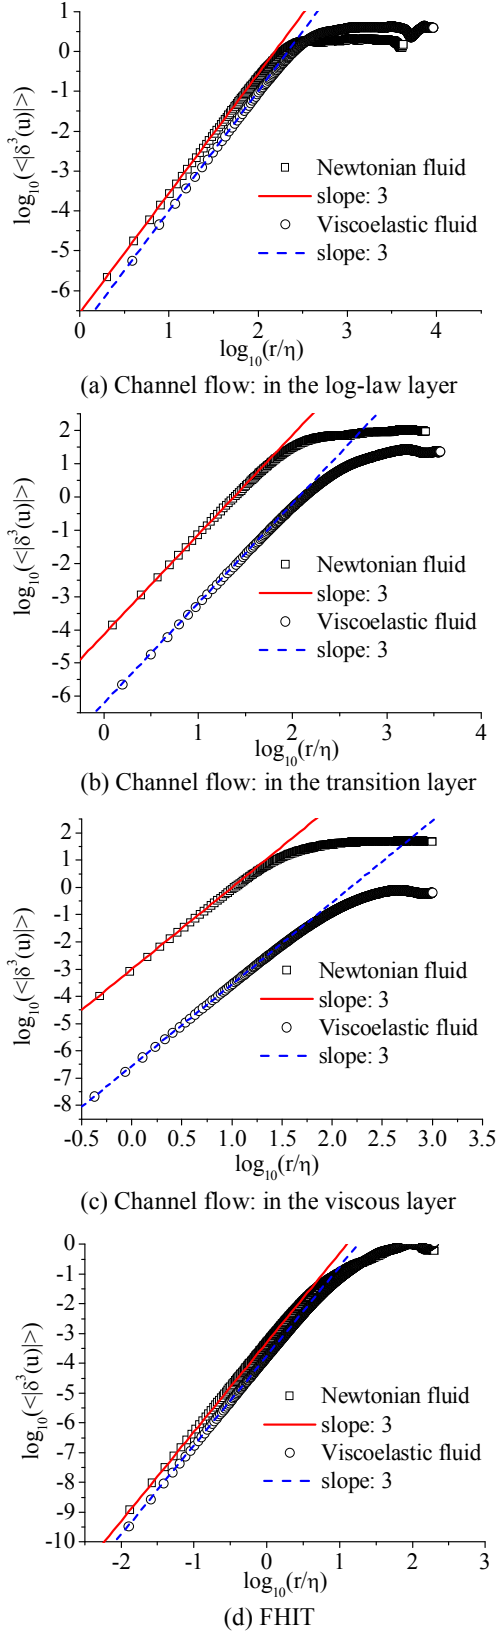 1
0
-1
-2
-3
-4
-5
-6
log10(<|δ³(u)|>)
Newtonian fluid
slope: 3
Viscoelastic fluid
slope: 3
0 1 2 3 4
log10(r/η)
(a) Channel flow: in the log-law layer
2
1
0
-1
-2
-3
-4
-5
-6
log10(<|δ³(u)|>)
Newtonian fluid
slope: 3
Viscoelastic fluid
slope: 3
0 1 2 3 4
log10(r/η)
(b) Channel flow: in the transition layer
2
1
0
-1
-2
-3
-4
-5
-6
-7
-8
log10(<|δ³(u)|>)
Newtonian fluid
slope: 3
Viscoelastic fluid
slope: 3
-0.5 0.0 0.5 1.0 1.5 2.0 2.5 3.0 3.5
log10(r/η)
(c) Channel flow: in the viscous layer
0
-1
-2
-3
-4
-5
-6
-7
-8
-9
-10
log10(<|δ³(u)|>)
Newtonian fluid
slope: 3
Viscoelastic fluid
slope: 3
-2 -1 0 1 2 3
log10(r/η)
(d) FHIT